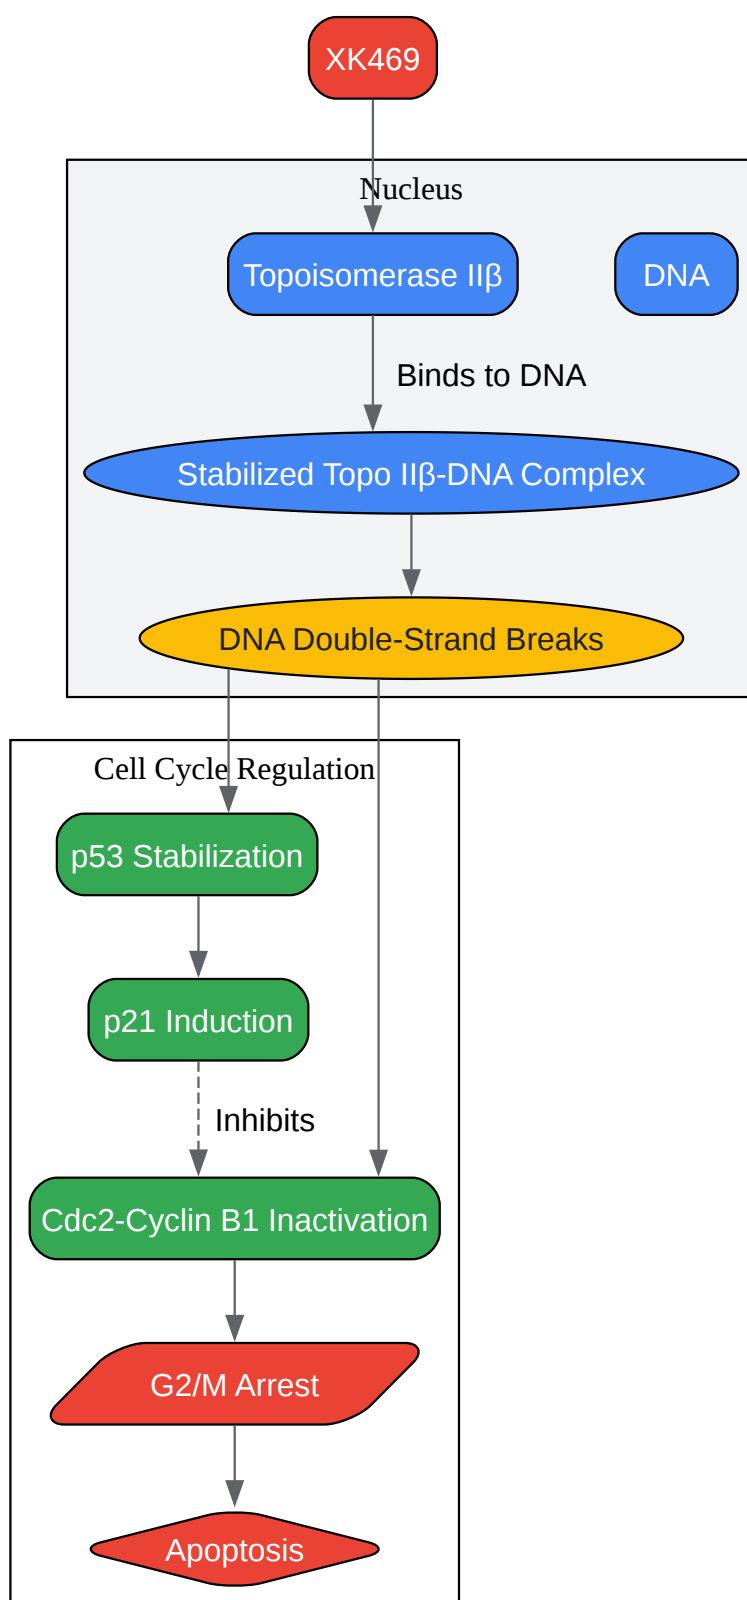 XK469
Nucleus
Topoisomerase IIβ
DNA
Binds to DNA
Stabilized Topo IIβ-DNA Complex
DNA Double-Strand Breaks
Cell Cycle Regulation
p53 Stabilization
p21 Induction
Inhibits
Cdc2-Cyclin B1 Inactivation
G2/M Arrest
Apoptosis